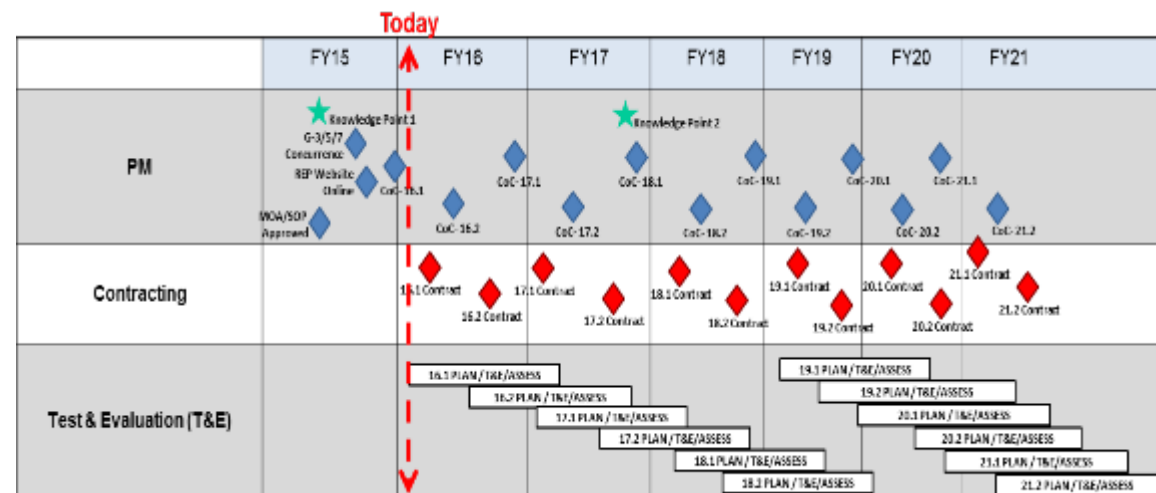 Today
FY15 FY16 FY17 FY18 FY19 FY20 FY21
PM
Knowledge Point 1
G-3/5/7
Concurrence
REP Website
Online
MOA/SOP
Approved
CoC-16.1
CoC-16.2
CoC-17.1
CoC-17.2
Knowledge Point 2
CoC-18.1
CoC-18.2
CoC-19.1
CoC-19.2
CoC-20.1
CoC-20.2
CoC-21.1
CoC-21.2
Contracting
16.1 Contract
16.2 Contract
17.1 Contract
17.2 Contract
18.1 Contract
18.2 Contract
19.1 Contract
19.2 Contract
20.1 Contract
20.2 Contract
21.1 Contract
21.2 Contract
Test & Evaluation (T&E)
16.1 PLAN / T&E/ASSESS
16.2 PLAN / T&E/ASSESS
17.1 PLAN / T&E/ASSESS
17.2 PLAN / T&E/ASSESS
18.1 PLAN / T&E/ASSESS
18.2 PLAN / T&E/ASSESS
19.1 PLAN / T&E/ASSESS
19.2 PLAN / T&E/ASSESS
20.1 PLAN / T&E/ASSESS
20.2 PLAN / T&E/ASSESS
21.1 PLAN / T&E/ASSESS
21.2 PLAN / T&E/ASSESS